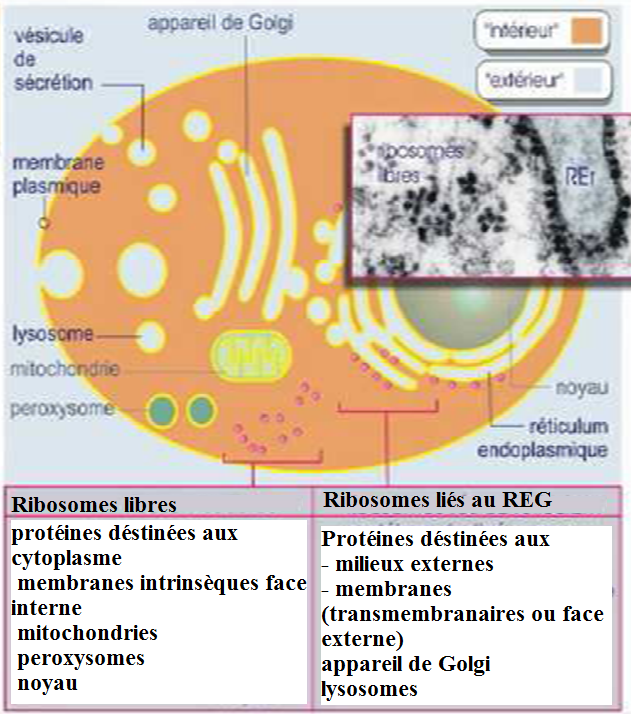 appareil de Golgi
"intérieur"
"extérieur"
vésicule
de
sécrétion
membrane
plasmique
ribosomes
libres
REr
lysosome
mitochondrie
peroxysome
noyau
réticulum
endoplasmique
Ribosomes libres
protéines déstinées aux
cytoplasme
membranes intrinsèques face
interne
mitochondries
peroxysomes
noyau
Ribosomes liés au REG
Protéines déstinées aux
- milieux externes
- membranes
(transmembranaires ou face
externe)
appareil de Golgi
lysosomes